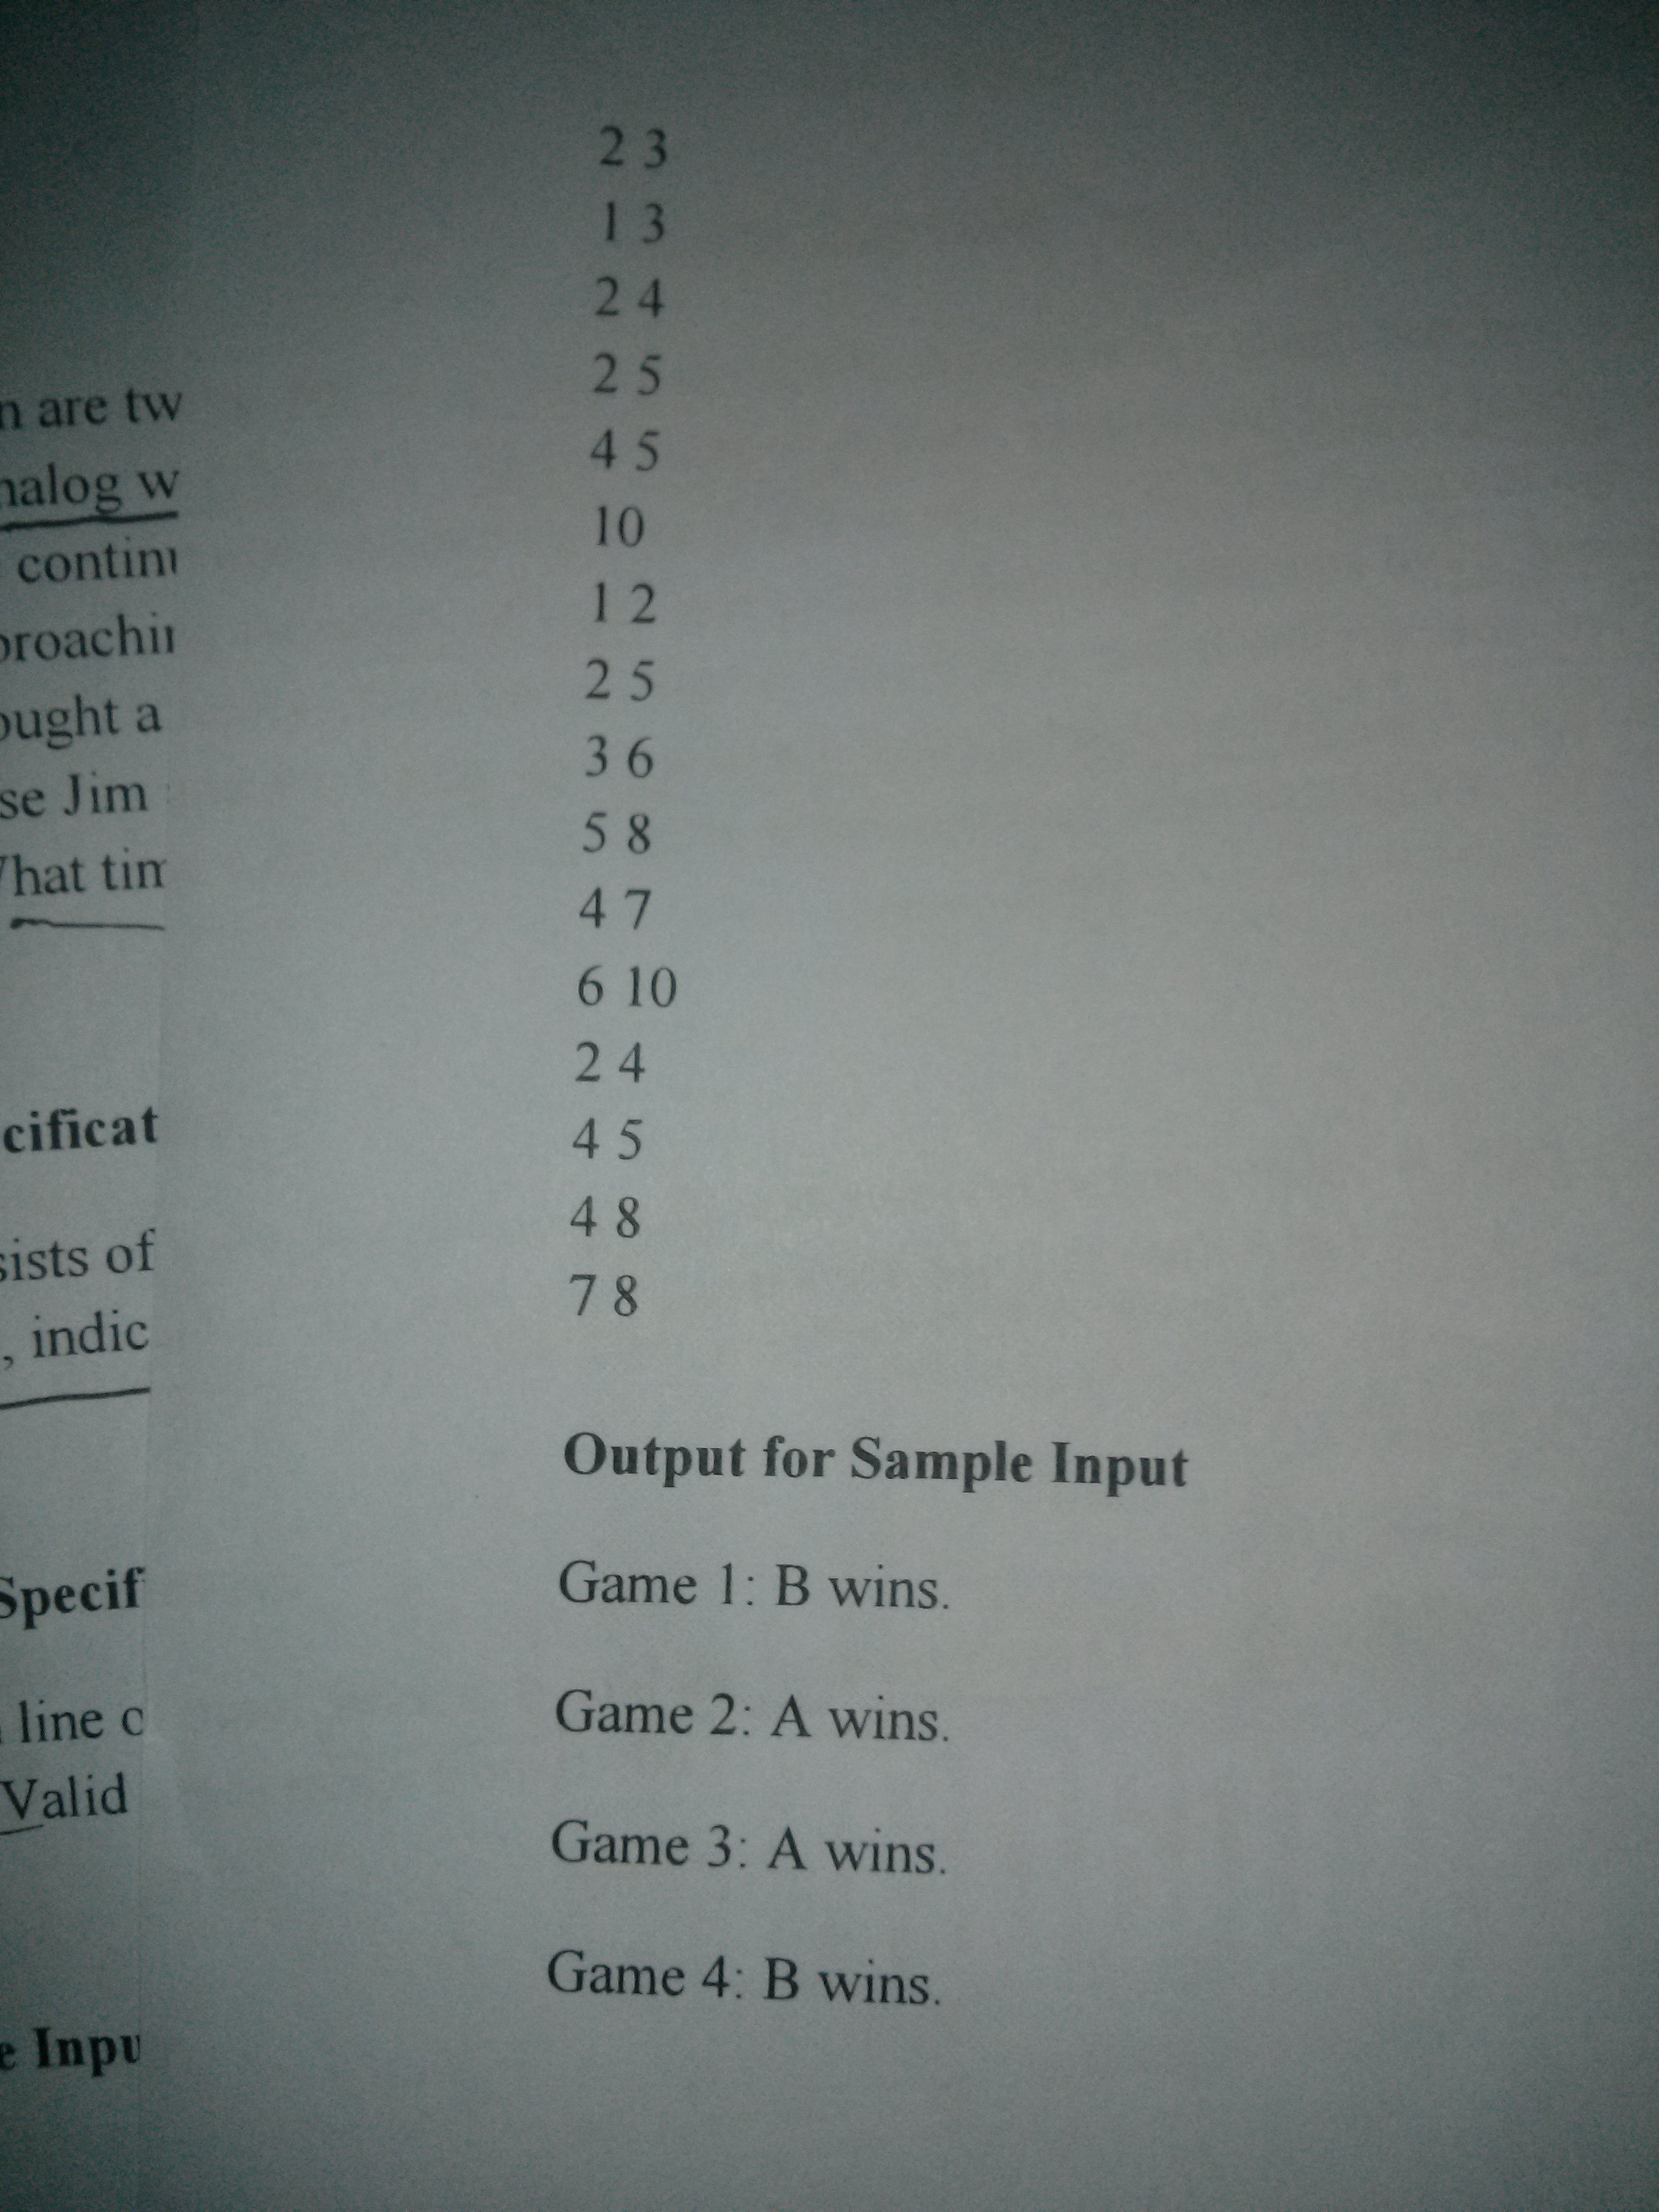 2 3
1 3
2 4
2 5
4 5
10
1 2
2 5
3 6
5 8
4 7
6 10
2 4
4 5
4 8
7 8
Output for Sample Input
Game 1: B wins.
Game 2: A wins.
Game 3: A wins.
Game 4: B wins.
n are tw
nalog w
contin
roachin
ought a
se Jim
hat tim
cificat
sists of
, indic
Specif
line o
Valid
e Inpu